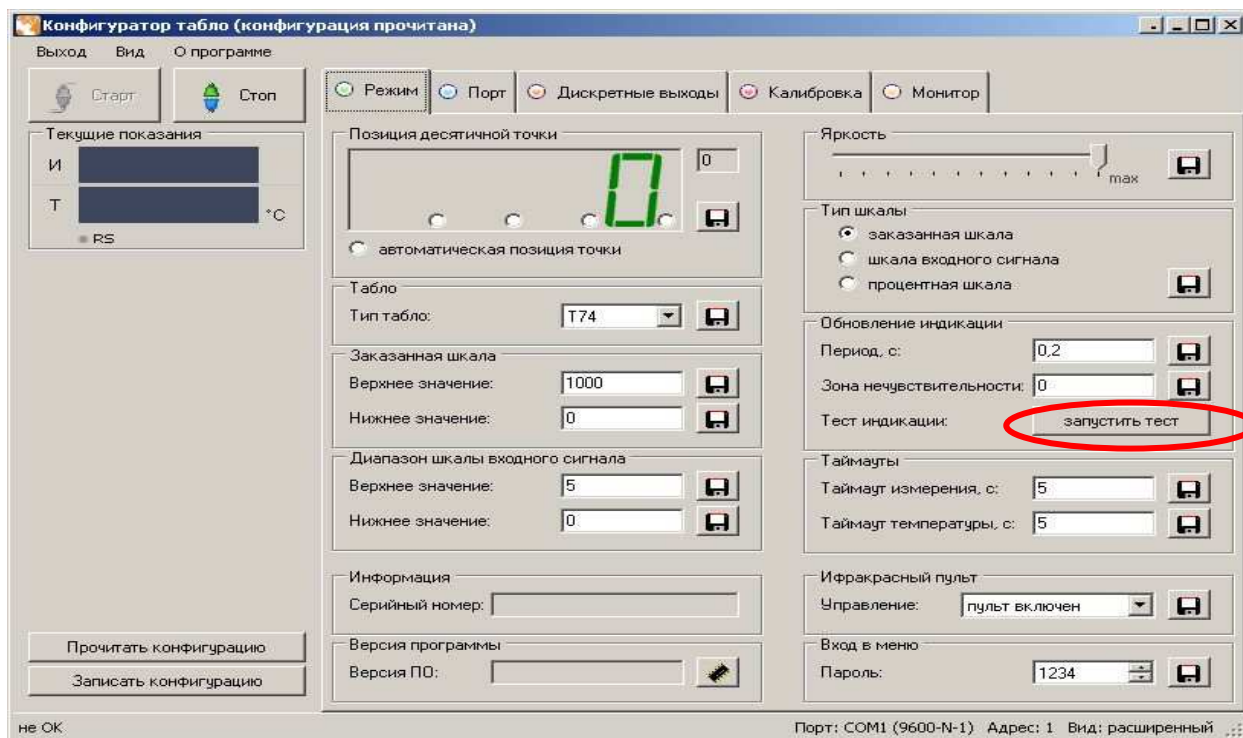 Конфигуратор табло (конфигурация прочитана)
Выход Вид О программе
Старт Стоп
Режим Порт Дискретные выходы Калибровка Монитор
Текущие показания
И
Т
°C
RS
Прочитать конфигурацию
Записать конфигурацию
Позиция десятичной точки
0
0
автоматическая позиция точки
Табло
Тип табло: T74
Заказанная шкала
Верхнее значение: 1000
Нижнее значение: 0
Диапазон шкалы входного сигнала
Верхнее значение: 5
Нижнее значение: 0
Информация
Серийный номер:
Версия программы
Версия ПО:
Яркость
max
Тип шкалы
заказанная шкала
шкала входного сигнала
процентная шкала
Обновление индикации
Период, с: 0,2
Зона нечувствительности: 0
Тест индикации: запустить тест
Таймауты
Таймаут измерения, с: 5
Таймаут температуры, с: 5
Ифракрасный пульт
Управление: пульт включен
Вход в меню
Пароль: 1234
не ОК
Порт: COM1 (9600-N-1) Адрес: 1 Вид: расширенный